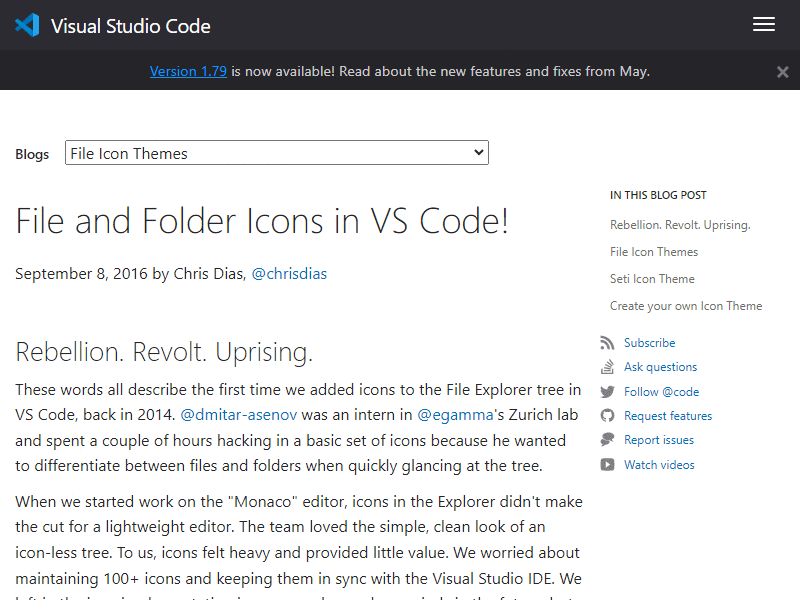 Visual Studio Code
Version 1.79 is now available! Read about the new features and fixes from May.
Blogs
File Icon Themes
File and Folder Icons in VS Code!
September 8, 2016 by Chris Dias, @chrisdias
Rebellion. Revolt. Uprising.
These words all describe the first time we added icons to the File Explorer tree in
VS Code, back in 2014. @dmitar-asenov was an intern in @egamma's Zurich lab
and spent a couple of hours hacking in a basic set of icons because he wanted
to differentiate between files and folders when quickly glancing at the tree.
When we started work on the "Monaco" editor, icons in the Explorer didn't make
the cut for a lightweight editor. The team loved the simple, clean look of an
icon-less tree. To us, icons felt heavy and provided little value. We worried about
maintaining 100+ icons and keeping them in sync with the Visual Studio IDE. We
IN THIS BLOG POST
Rebellion. Revolt. Uprising.
File Icon Themes
Seti Icon Theme
Create your own Icon Theme
Subscribe
Ask questions
Follow @code
Request features
Report issues
Watch videos